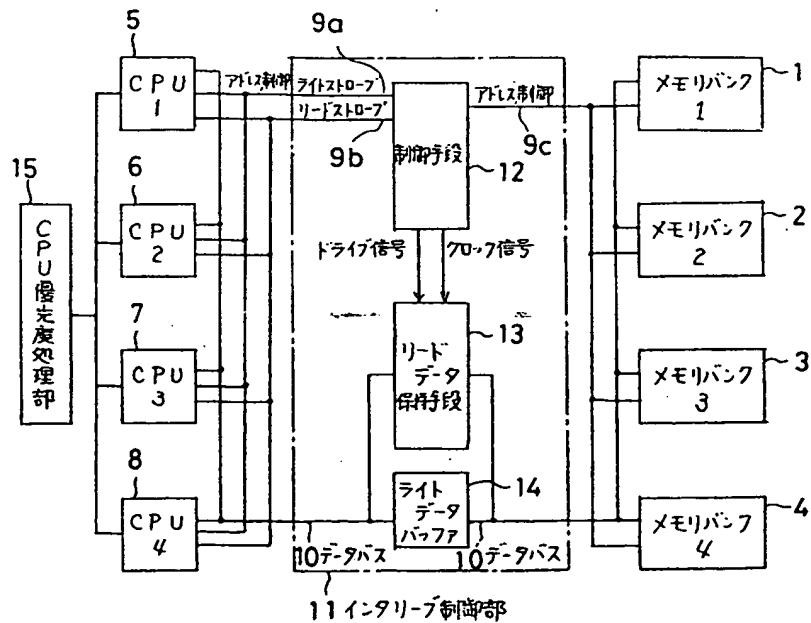 5
CPU
1
6
CPU
2
7
CPU
3
8
CPU
4
15
CPU優先度処理部
アドレス,制御
ライトストローブ
リードストローブ
9a
9b
制御手段
12
アドレス,制御
9c
ドライブ信号
クロック信号
13
リード
データ
保持手段
14
ライト
データ
バッファ
10データバス
10データバス
11インタリーブ制御部
メモリバンク
1
1
メモリバンク
2
2
メモリバンク
3
3
メモリバンク
4
4